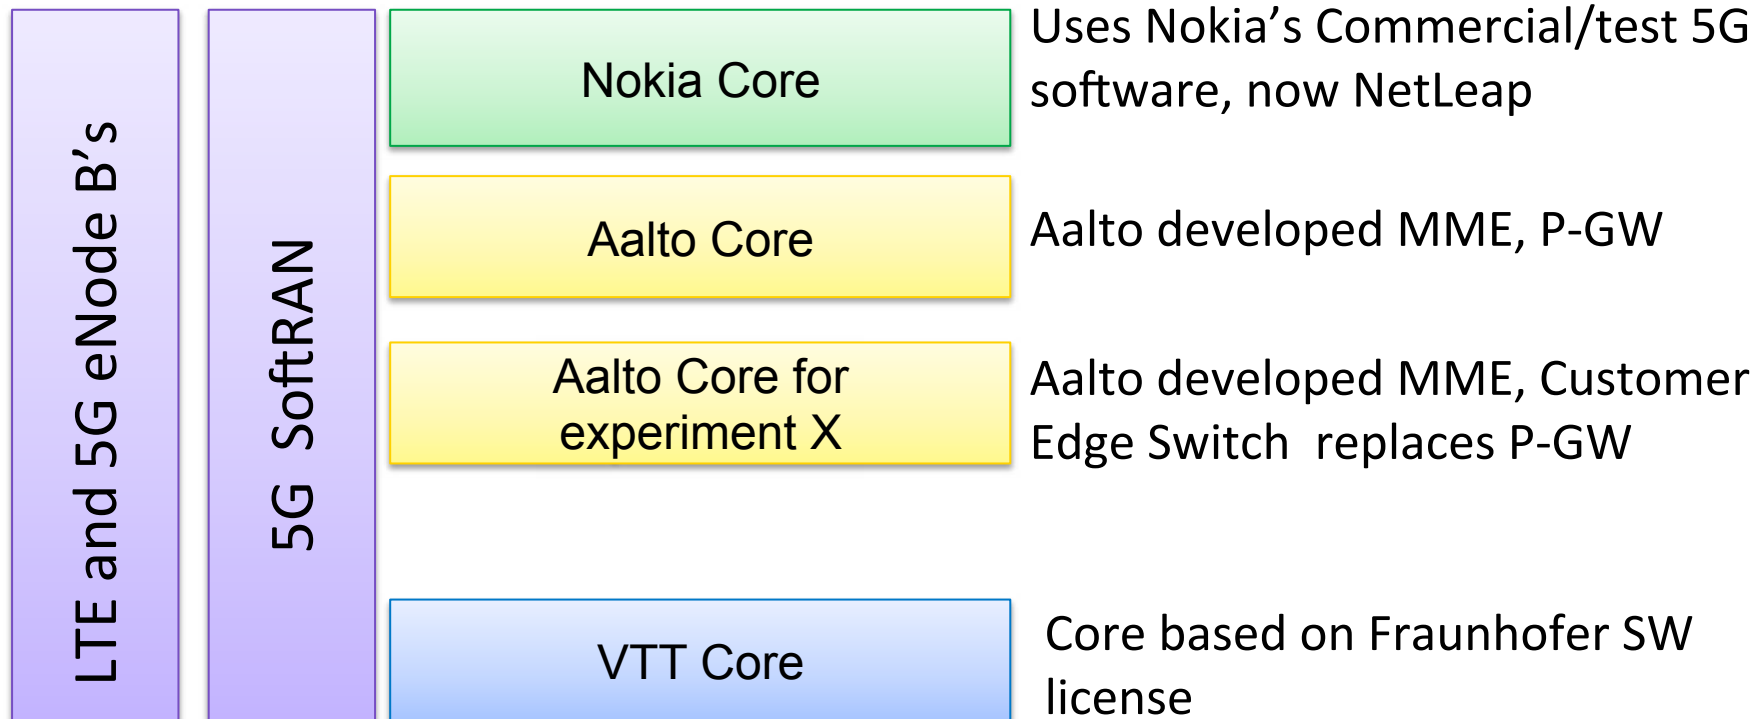 LTE and 5G eNode B’s
5G SoftRAN
Nokia Core
Uses Nokia’s Commercial/test 5G
software, now NetLeap
Aalto Core
Aalto developed MME, P-GW
Aalto Core for
experiment X
Aalto developed MME, Customer
Edge Switch replaces P-GW
VTT Core
Core based on Fraunhofer SW
license